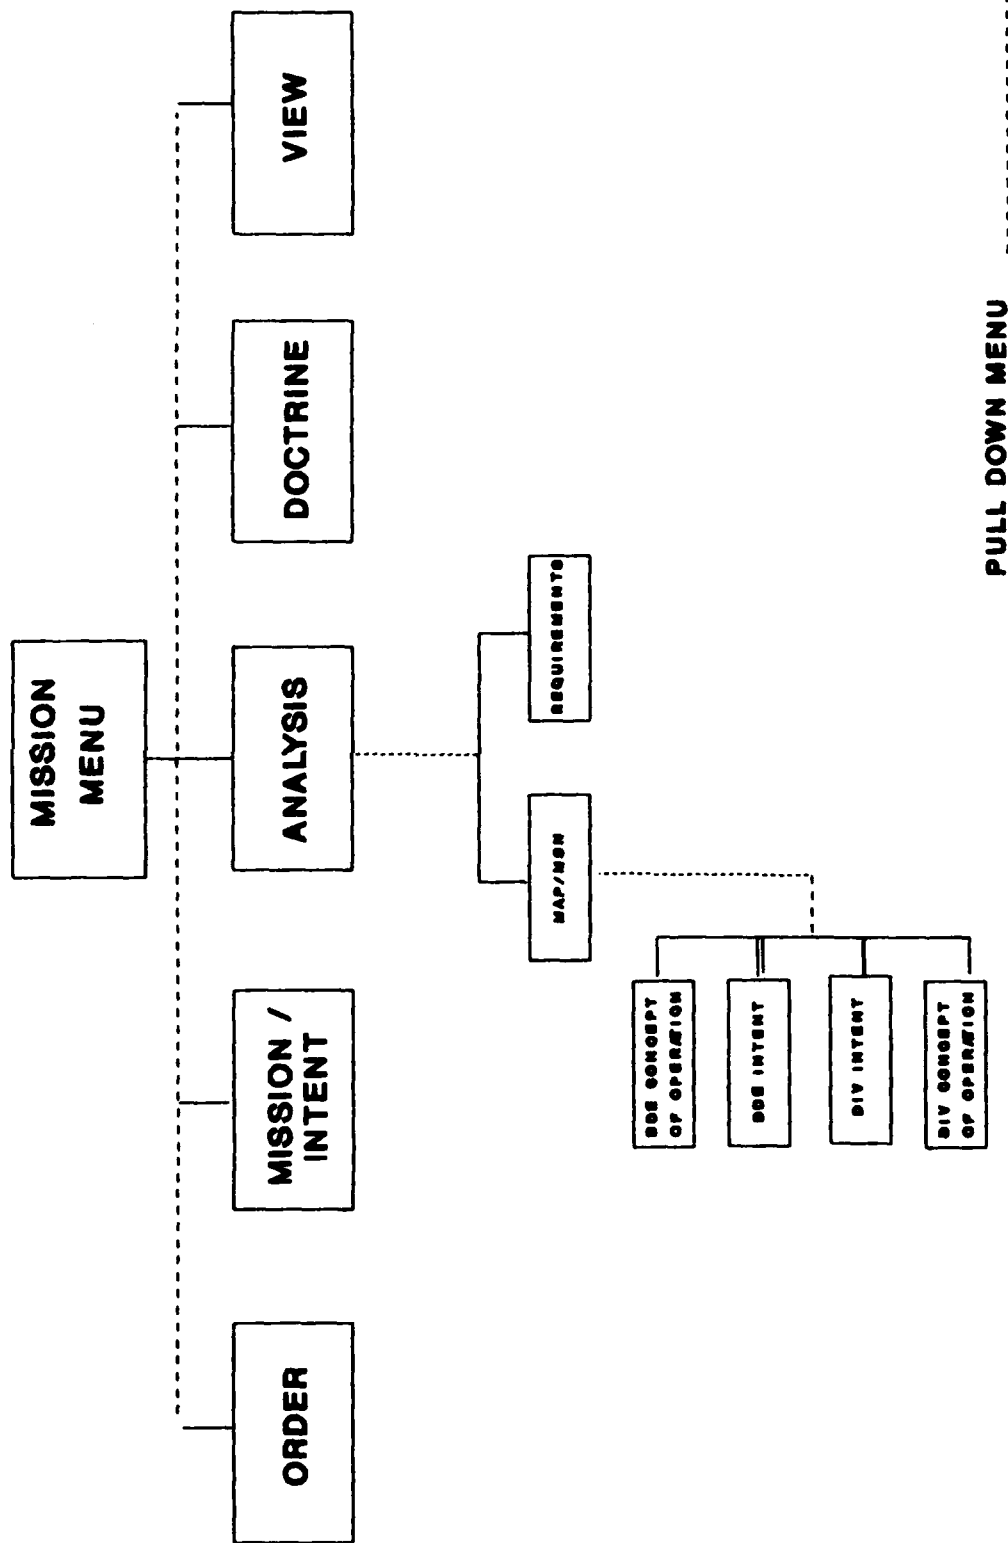 MISSION
MENU
ORDER
MISSION /
INTENT
ANALYSIS
DOCTRINE
VIEW
MAP/MSN
REQUIREMENTS
BDE CONCEPT
OF OPERATION
BDE INTENT
DIV INTENT
DIV CONCEPT
OF OPERATION
PULL DOWN MENU